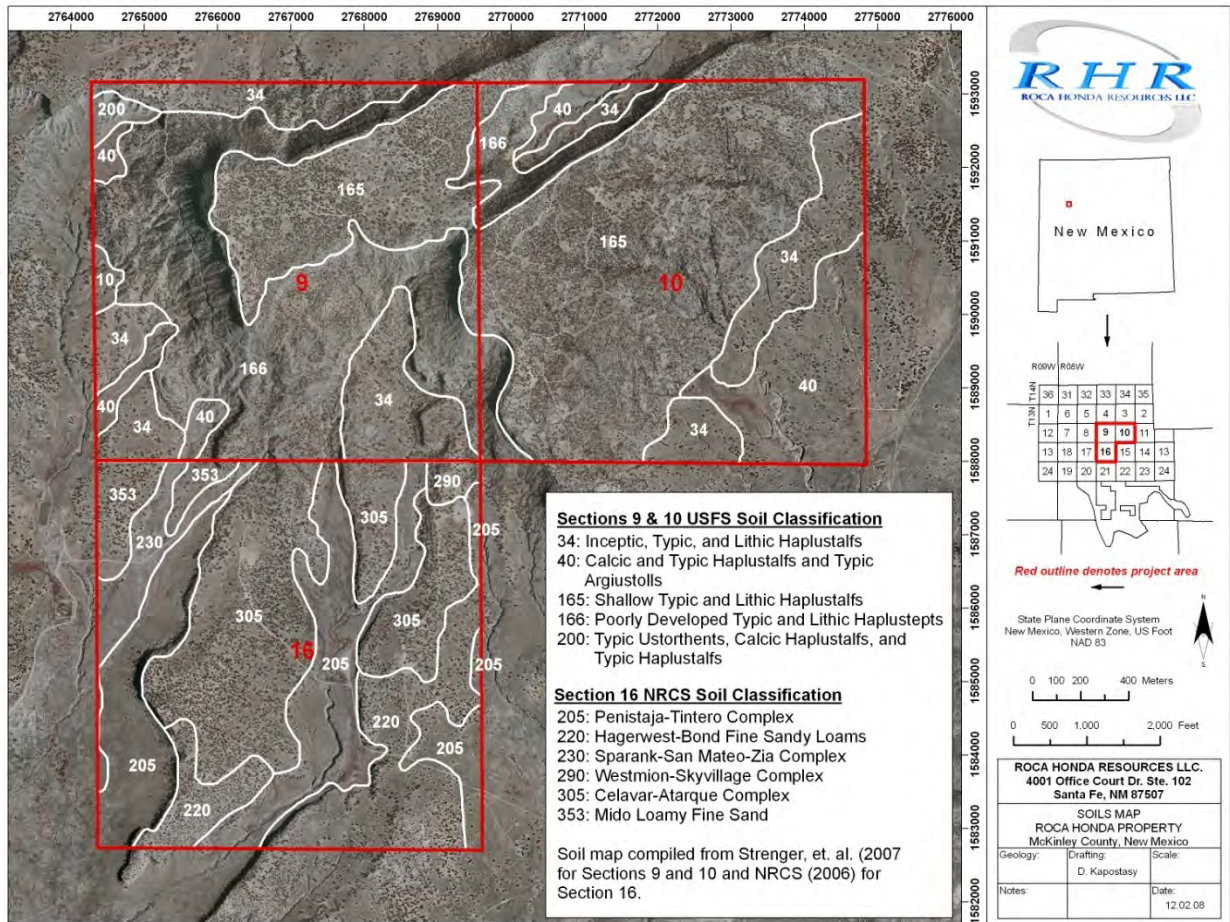 2764000 2765000 2766000 2767000 2768000 2769000 2770000 2771000 2772000 2773000 2774000 2775000 2776000
1593000
1592000
1591000
1590000
1589000
1588000
1587000
1586000
1585000
1584000
1583000
1582000
34
200
40
166
40
34
40
165
165
34
10
9
10
34
166
34
40
40
40
34
34
353
353
290
230
305
205
305
305
16
205
205
220
205
205
220
Sections 9 & 10 USFS Soil Classification
34: Inceptic, Typic, and Lithic Haplustalfs
40: Calcic and Typic Haplustalfs and Typic
Argiustolls
165: Shallow Typic and Lithic Haplustalfs
166: Poorly Developed Typic and Lithic Haplustepts
200: Typic Ustorthents, Calcic Haplustalfs, and
Typic Haplustalfs
Section 16 NRCS Soil Classification
205: Penistaja-Tintero Complex
220: Hagerwest-Bond Fine Sandy Loams
230: Sparank-San Mateo-Zia Complex
290: Westmion-Skyvillage Complex
305: Celavar-Atarque Complex
353: Mido Loamy Fine Sand
Soil map compiled from Strenger, et. al. (2007
for Sections 9 and 10 and NRCS (2006) for
Section 16.
RHR
ROCA HONDA RESOURCES LLC
New Mexico
R09W R08W
T14N
T13N
36 31 32 33 34 35
1 6 5 4 3 2
12 7 8 9 10 11
13 18 17 16 15 14 13
24 19 20 21 22 23 24
Red outline denotes project area
State Plane Coordinate System
New Mexico, Western Zone, US Foot
NAD 83
N
S
0 100 200 400 Meters
0 500 1,000 2,000 Feet
ROCA HONDA RESOURCES LLC.
4001 Office Court Dr. Ste. 102
Santa Fe, NM 87507
SOILS MAP
ROCA HONDA PROPERTY
McKinley County, New Mexico
Geology: Drafting: Scale:
D. Kapostasy
Notes: Date:
12.02.08